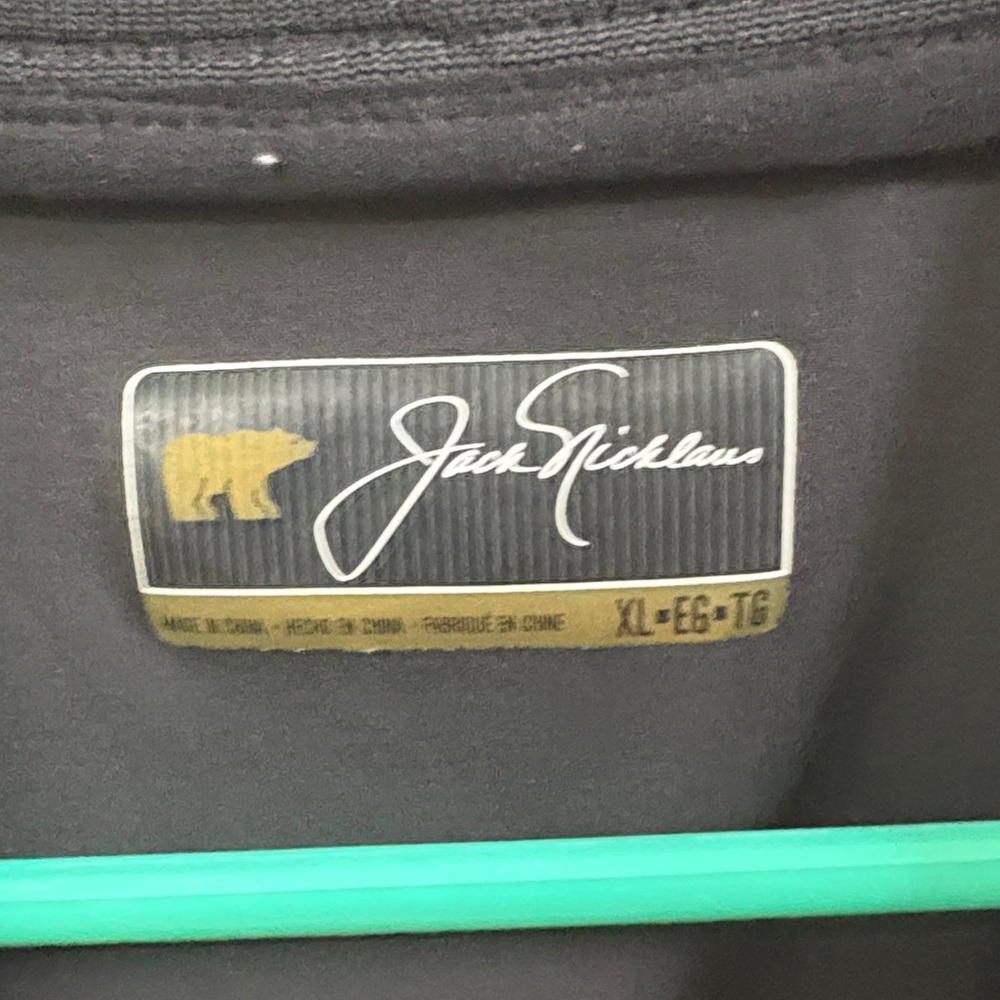 Jack Nicklaus
MADE IN CHINA - HECHO EN CHINA - FABRIQUÉ EN CHINE
XL▪EG▪TG